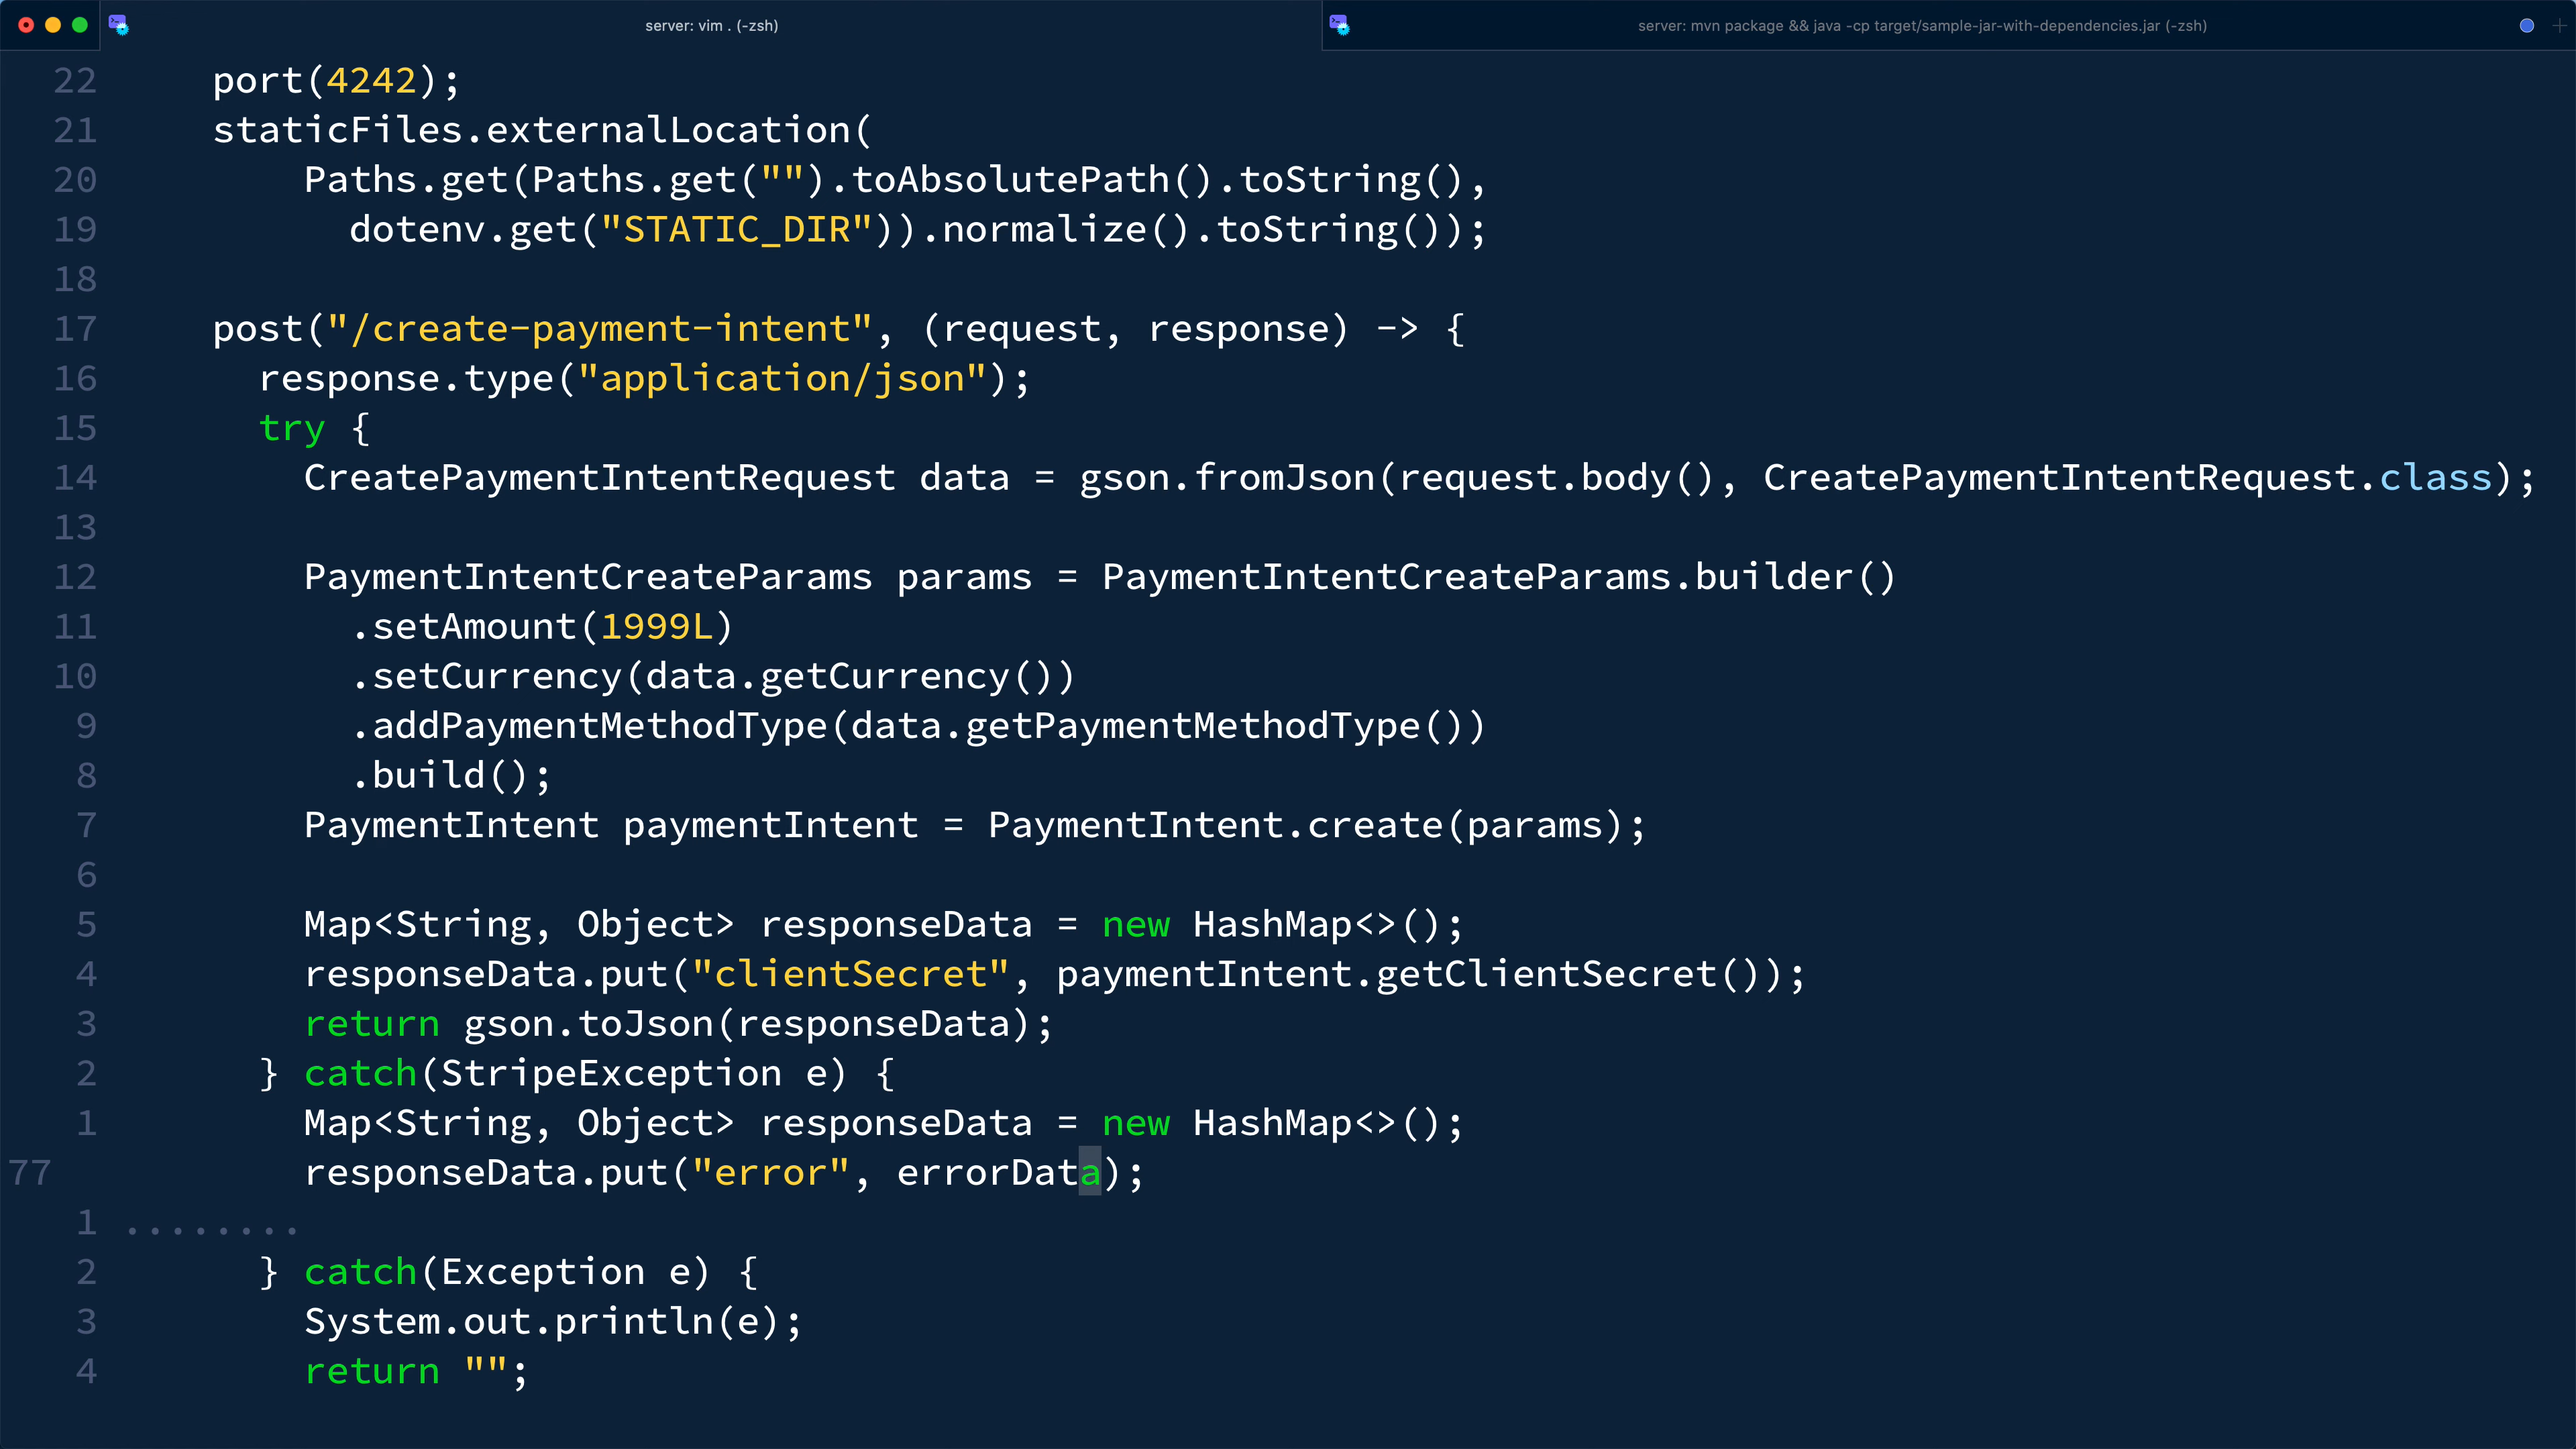 server: vim . (-zsh)
server: mvn package && java -cp target/sample-jar-with-dependencies.jar (-zsh)
22 port(4242);
21 staticFiles.externalLocation(
20 Paths.get(Paths.get("").toAbsolutePath().toString(),
19 dotenv.get("STATIC_DIR")).normalize().toString());
18
17 post("/create-payment-intent", (request, response) -> {
16 response.type("application/json");
15 try {
14 CreatePaymentIntentRequest data = gson.fromJson(request.body(), CreatePaymentIntentRequest.class);
13
12 PaymentIntentCreateParams params = PaymentIntentCreateParams.builder()
11 .setAmount(1999L)
10 .setCurrency(data.getCurrency())
9 .addPaymentMethodType(data.getPaymentMethodType())
8 .build();
7 PaymentIntent paymentIntent = PaymentIntent.create(params);
6
5 Map<String, Object> responseData = new HashMap<>();
4 responseData.put("clientSecret", paymentIntent.getClientSecret());
3 return gson.toJson(responseData);
2 } catch(StripeException e) {
1 Map<String, Object> responseData = new HashMap<>();
77 responseData.put("error", errorData);
1 ........
2 } catch(Exception e) {
3 System.out.println(e);
4 return "";